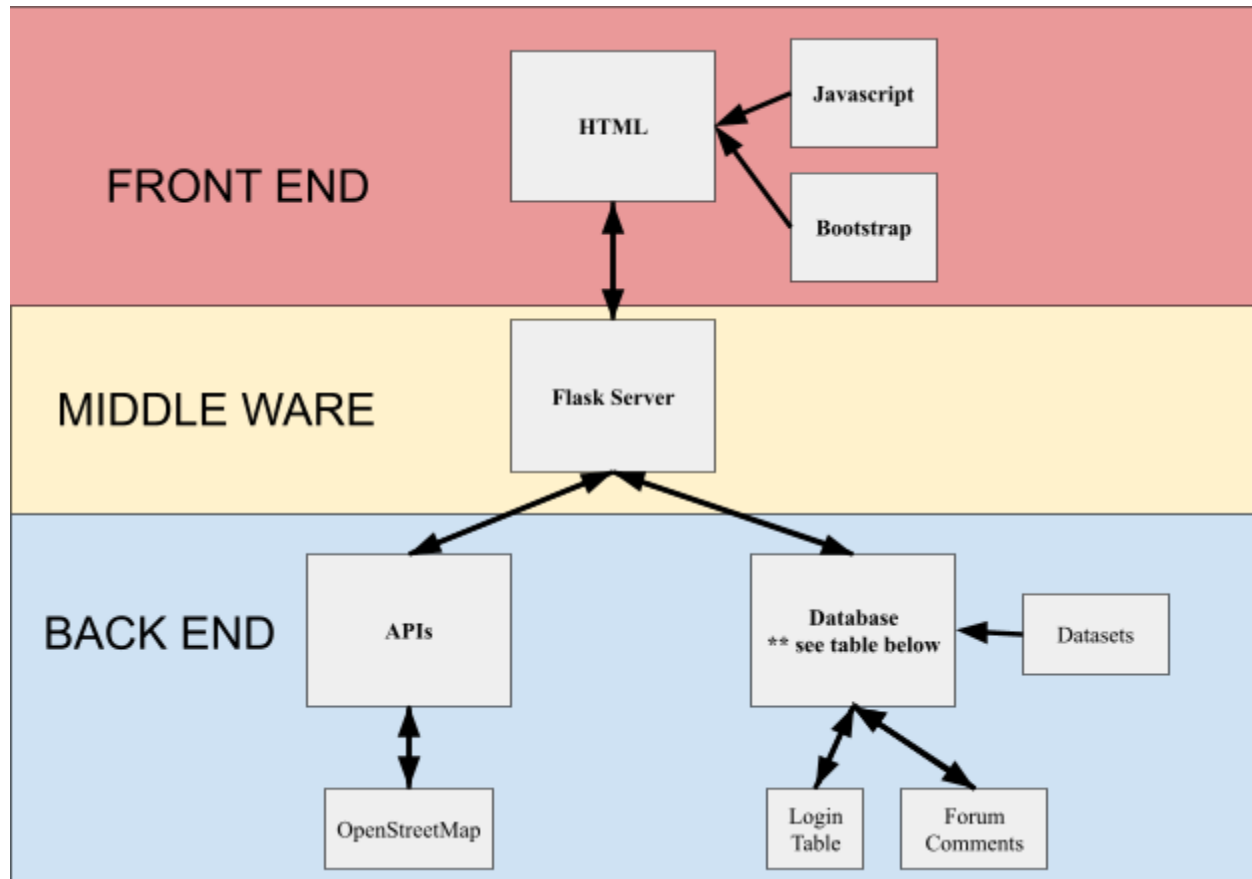 Javascript
HTML
FRONT END
Bootstrap
Flask Server
MIDDLE WARE
Database
** see table below
APIs
BACK END
Datasets
OpenStreetMap
Login
Table
Forum
Comments